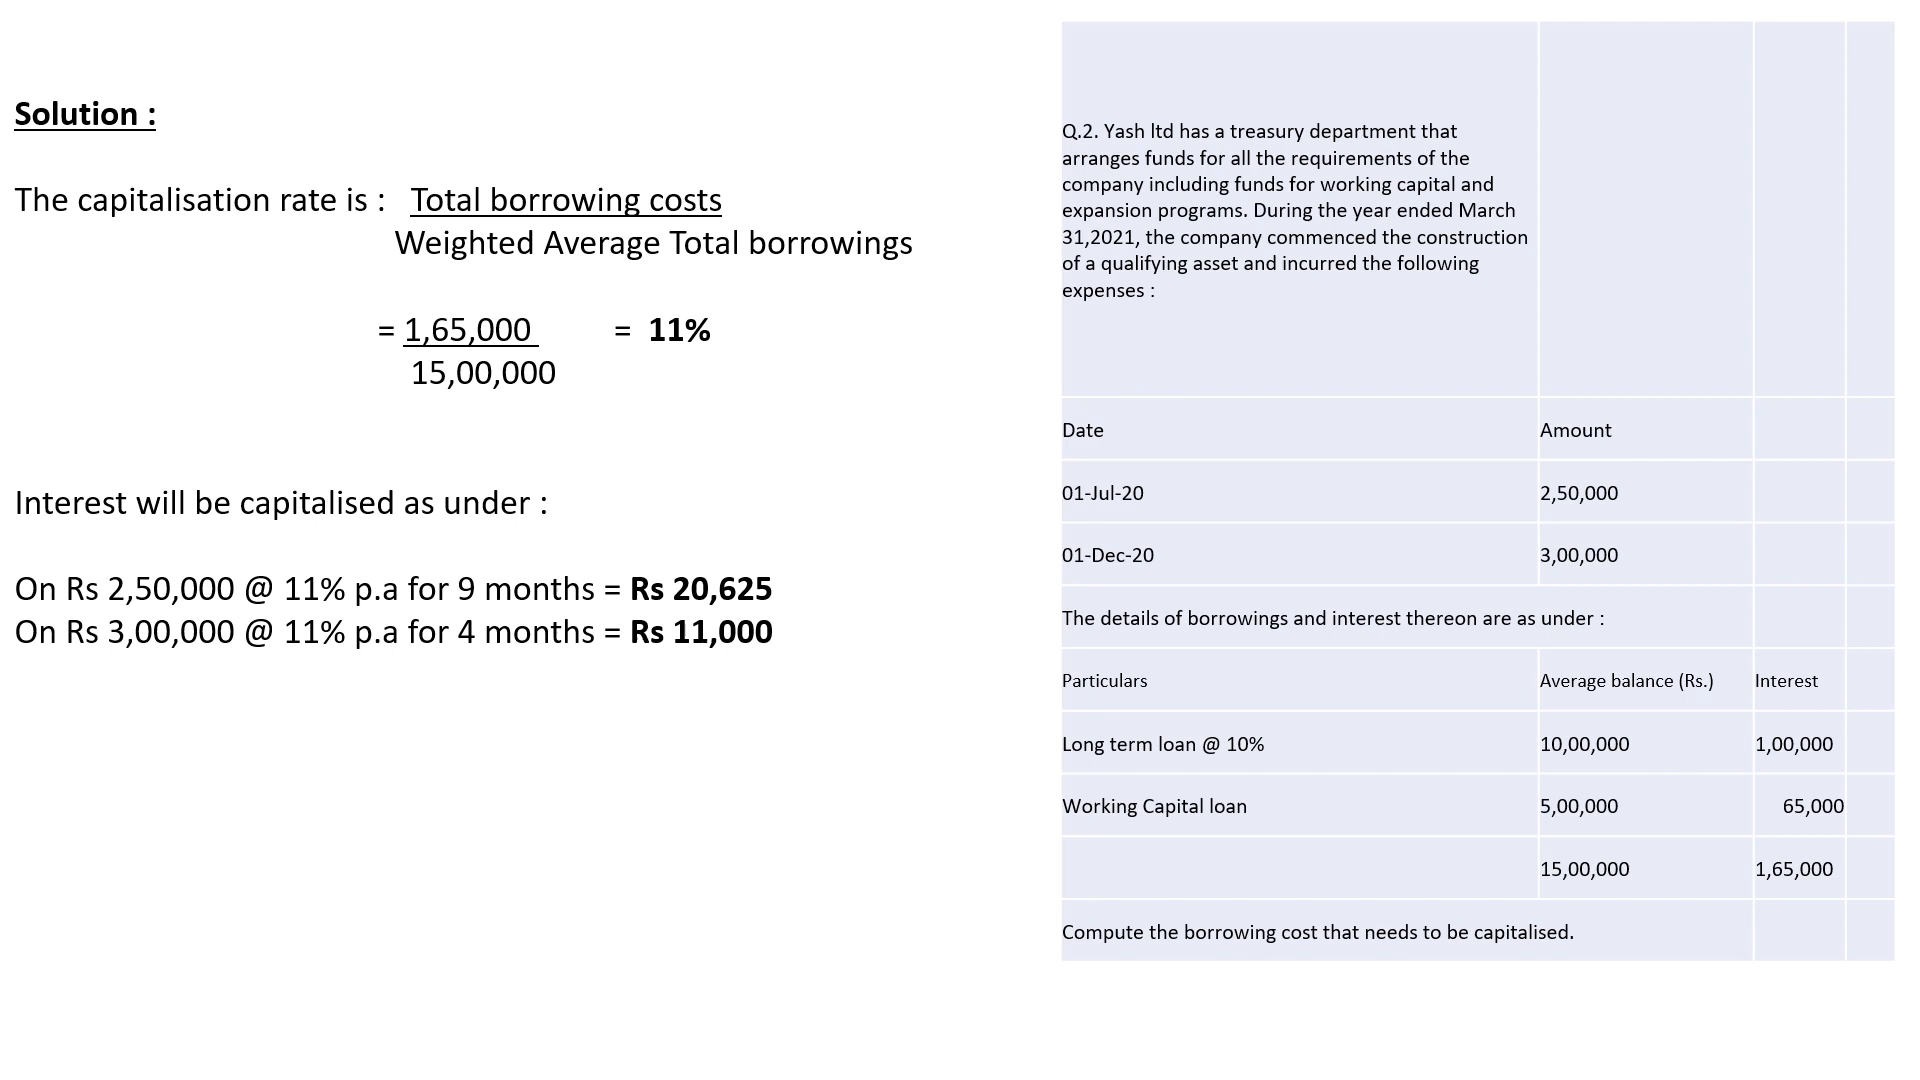 Solution :
The capitalisation rate is : Total borrowing costs
Weighted Average Total borrowings
= 1,65,000 = 11%
15,00,000
Interest will be capitalised as under :
On Rs 2,50,000 @ 11% p.a for 9 months = Rs 20,625
On Rs 3,00,000 @ 11% p.a for 4 months = Rs 11,000
Q.2. Yash ltd has a treasury department that
arranges funds for all the requirements of the
company including funds for working capital and
expansion programs. During the year ended March
31,2021, the company commenced the construction
of a qualifying asset and incurred the following
expenses :
Date Amount
01-Jul-20 2,50,000
01-Dec-20 3,00,000
The details of borrowings and interest thereon are as under :
Particulars Average balance (Rs.) Interest
Long term loan @ 10% 10,00,000 1,00,000
Working Capital loan 5,00,000 65,000
15,00,000 1,65,000
Compute the borrowing cost that needs to be capitalised.